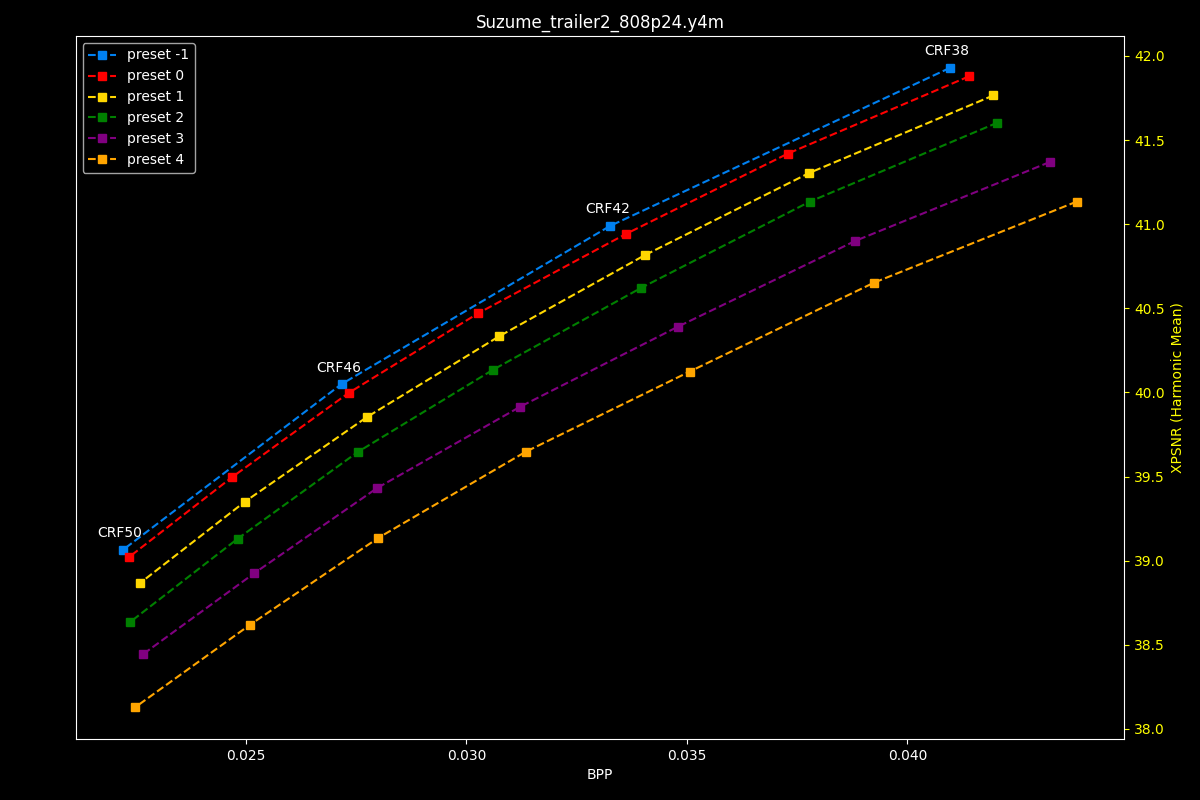 Suzume_trailer2_808p24.y4m
preset -1
preset 0
preset 1
preset 2
preset 3
preset 4
CRF38
CRF42
CRF46
CRF50
42.0
41.5
41.0
40.5
40.0
39.5
39.0
38.5
38.0
XPSNR (Harmonic Mean)
0.025 0.030 0.035 0.040
BPP